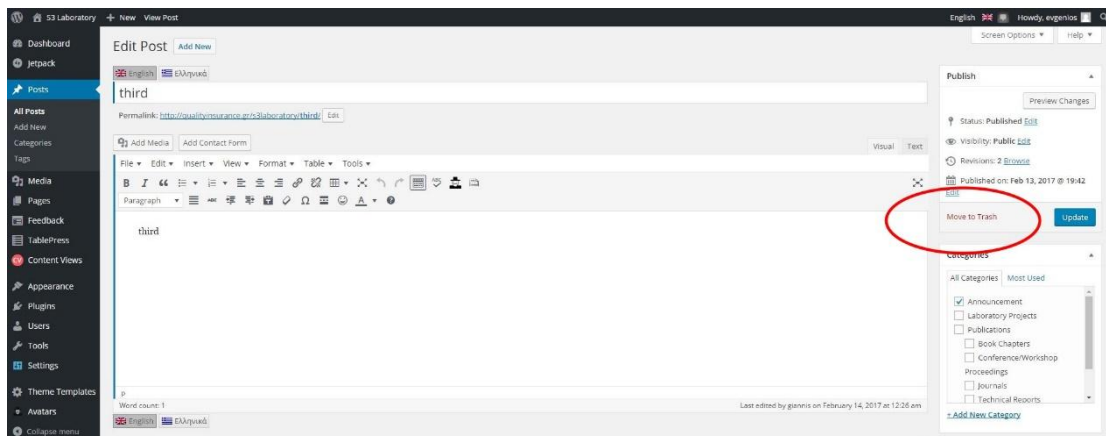 S3 Laboratory + New View Post
English Howdy, evgenios
Screen Options ▼ Help ▼
Dashboard
Jetpack
Posts
All Posts
Add New
Categories
Tags
Media
Pages
Feedback
TablePress
Content Views
Appearance
Plugins
Users
Tools
Settings
Theme Templates
Avatars
Collapse menu
Edit Post Add New
English Ελληνικά
third
Permalink: http://qualityinsurance.gr/s3laboratory/third/ Edit
Add Media Add Contact Form
Visual Text
File ▾ Edit ▾ Insert ▾ View ▾ Format ▾ Table ▾ Tools ▾
Paragraph
third
p
Word count: 1
Last edited by giannis on February 14, 2017 at 12:26 am
English Ελληνικά
Publish
Preview Changes
Status: Published Edit
Visibility: Public Edit
Revisions: 2 Browse
Published on: Feb 13, 2017 @ 19:42
Edit
Move to Trash Update
Categories
All Categories Most Used
Announcement
Laboratory Projects
Publications
Book Chapters
Conference/Workshop
Proceedings
Journals
Technical Reports
+ Add New Category